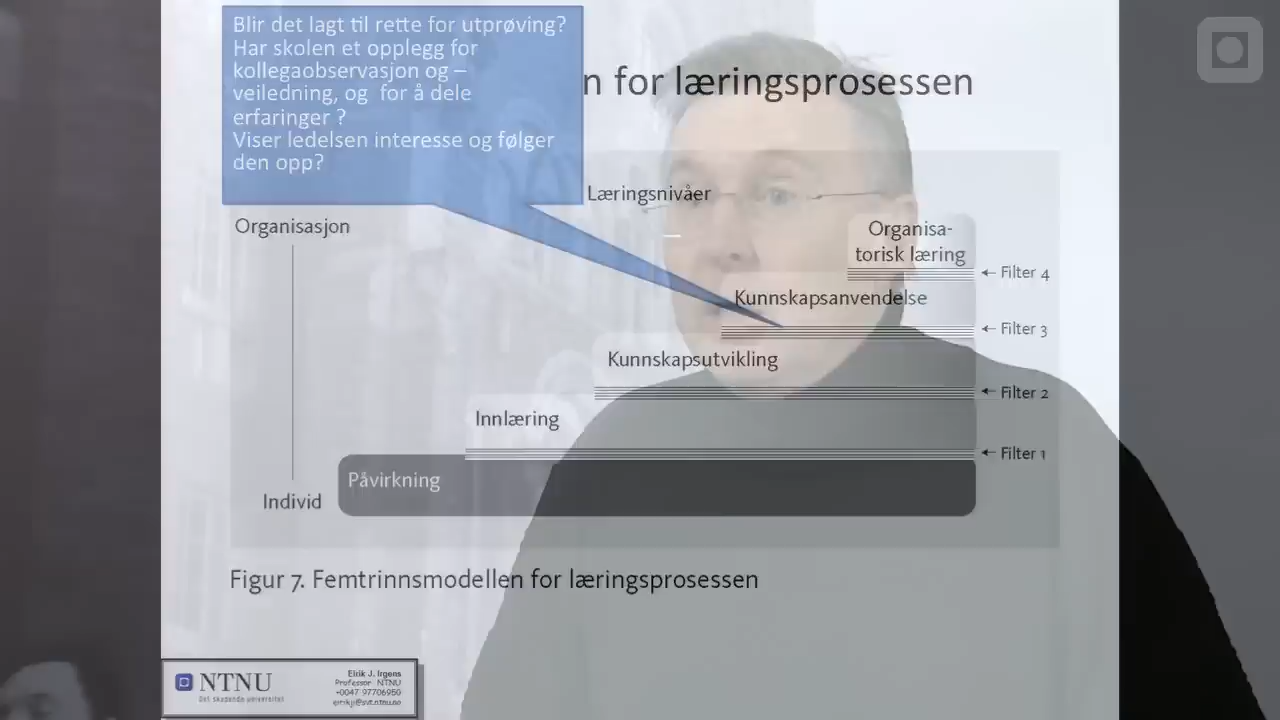 Blir det lagt til rette for utprøving?
Har skolen et opplegg for
kollegaobservasjon og –
veiledning, og for å dele
erfaringer ?
Viser ledelsen interesse og følger
den opp?
n for læringsprosessen
Læringsnivåer
Organisasjon
Organisa-
torisk læring
← Filter 4
Kunnskapsanvendelse
← Filter 3
Kunnskapsutvikling
← Filter 2
Innlæring
← Filter 1
Påvirkning
Individ
Figur 7. Femtrinnsmodellen for læringsprosessen
NTNU
Det skapende universitet
Eirik J. Irgens
Professor NTNU
+0047 97706950